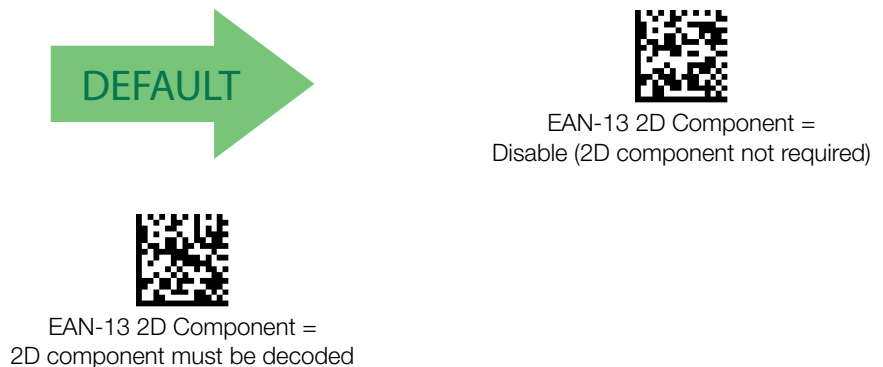 DEFAULT
EAN-13 2D Component =
Disable (2D component not required)
EAN-13 2D Component =
2D component must be decoded